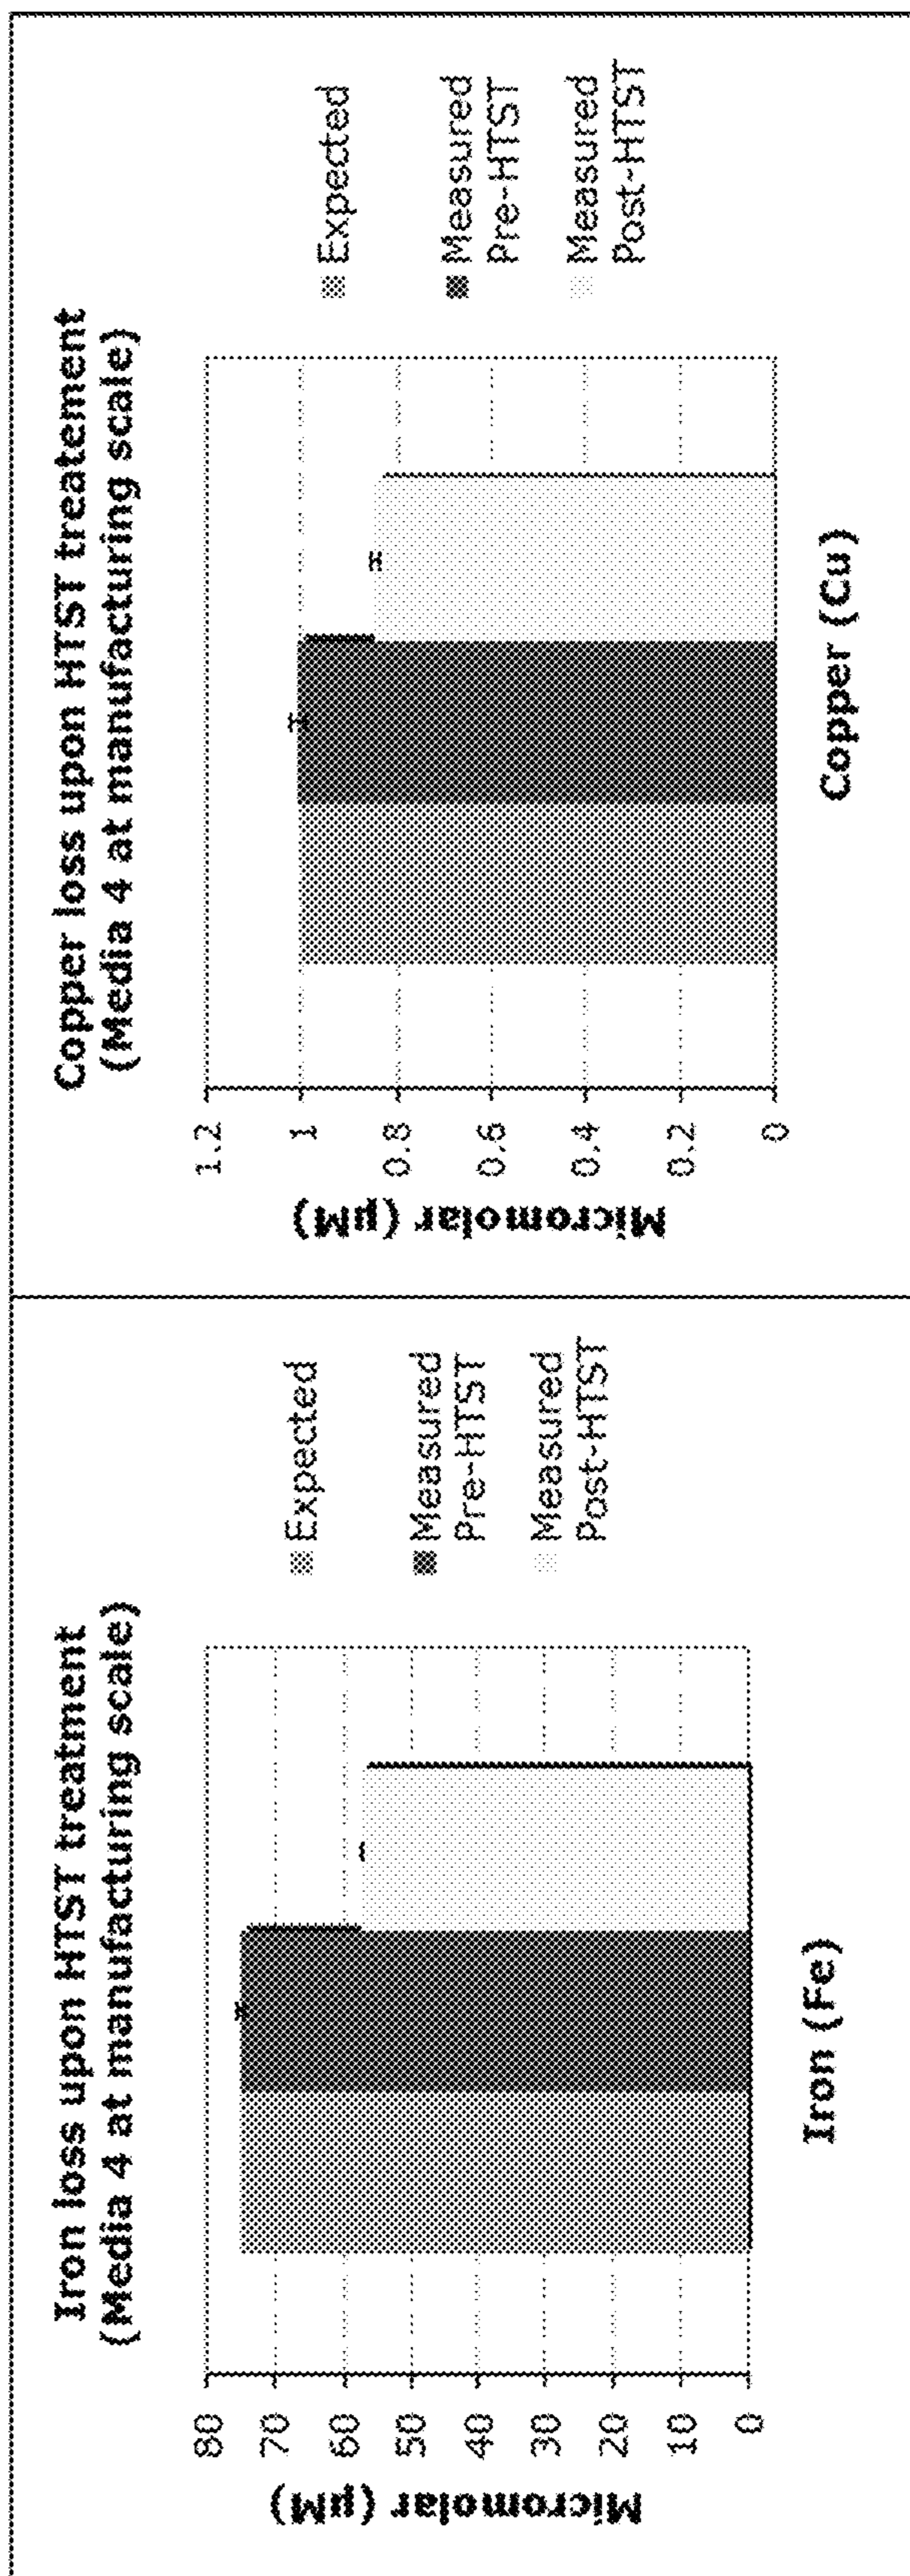 Iron loss upon HTST treatment
(Media 4 at manufacturing scale)
80
70
60
50
40
30
20
10
0
Micromolar (µM)
Iron (Fe)
Expected
Measured
Pre-HTST
Measured
Post-HTST
Copper loss upon HTST treatement
(Media 4 at manufacturing scale)
1.2
1
0.8
0.6
0.4
0.2
0
Micromolar (µM)
Copper (Cu)
Expected
Measured
Pre-HTST
Measured
Post-HTST